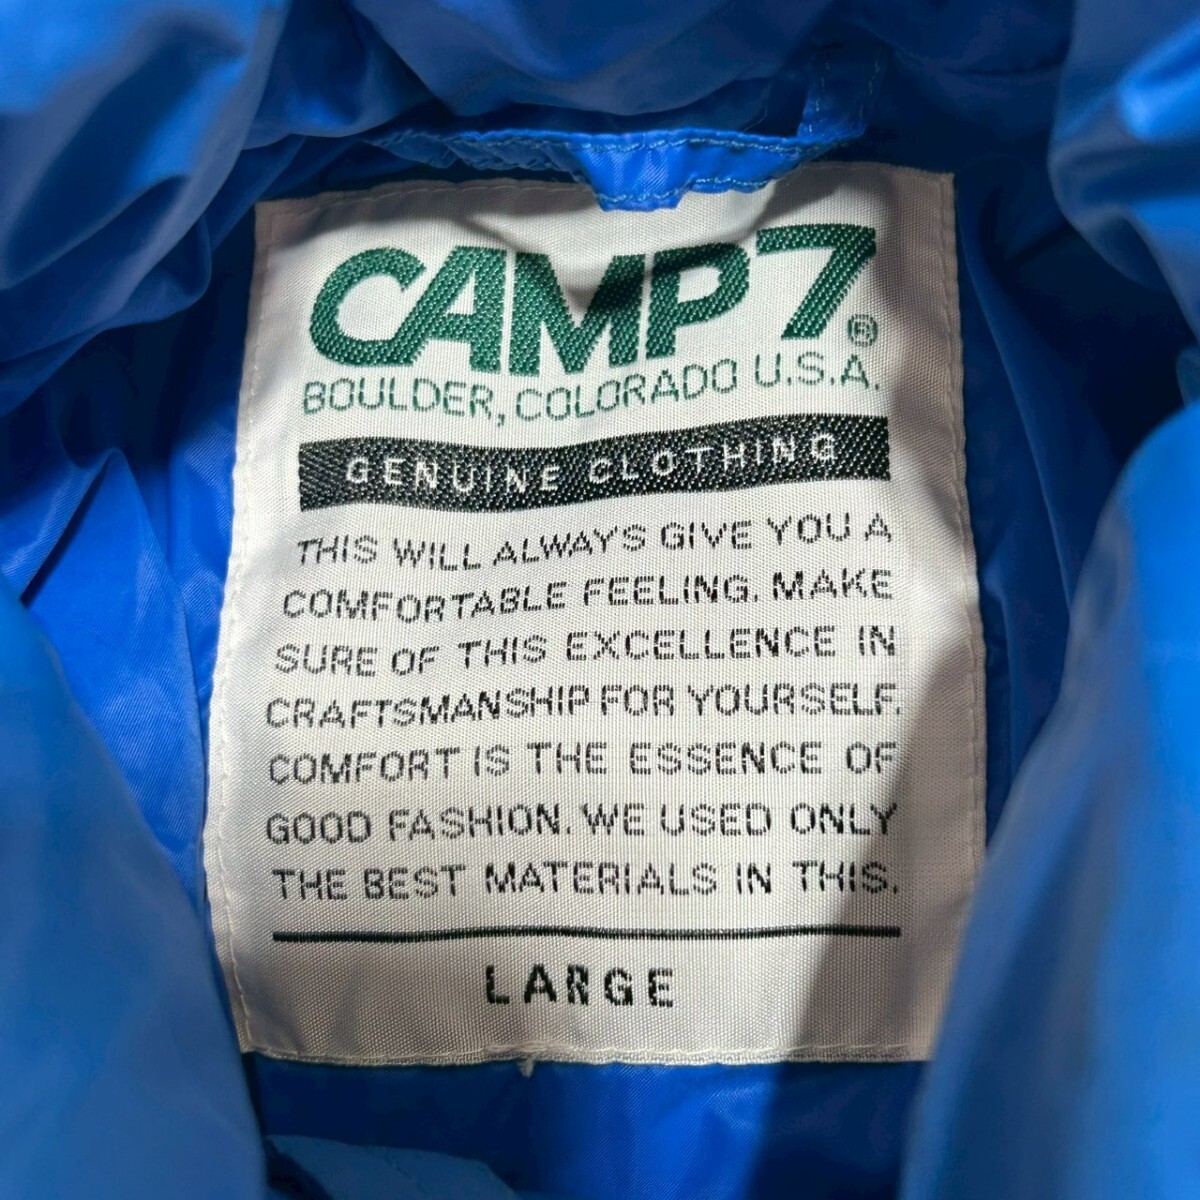 CAMP7®
BOULDER, COLORADO U.S.A.
GENUINE CLOTHING
THIS WILL ALWAYS GIVE YOU A
COMFORTABLE FEELING. MAKE
SURE OF THIS EXCELLENCE IN
CRAFTSMANSHIP FOR YOURSELF.
COMFORT IS THE ESSENCE OF
GOOD FASHION. WE USED ONLY
THE BEST MATERIALS IN THIS.
LARGE